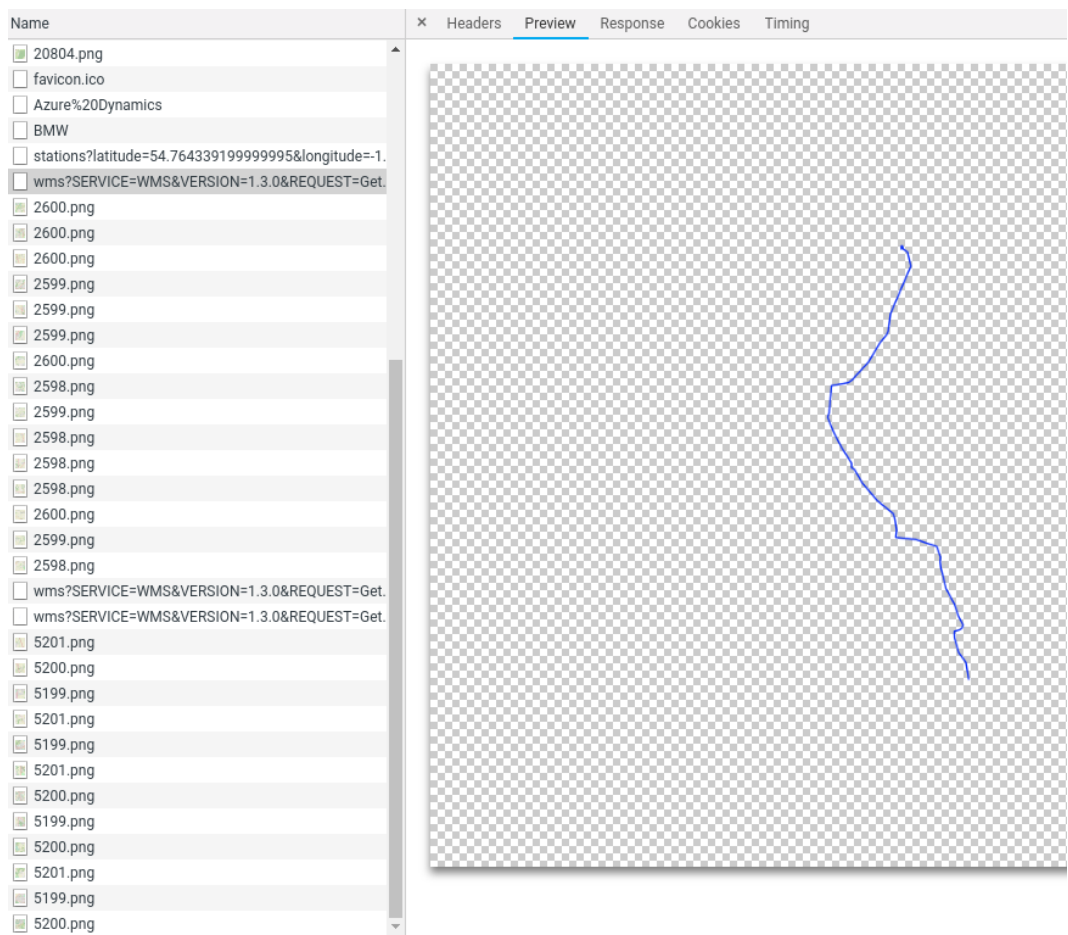 Name
× Headers Preview Response Cookies Timing
20804.png
favicon.ico
Azure%20Dynamics
BMW
stations?latitude=54.764339199999995&longitude=-1.
wms?SERVICE=WMS&VERSION=1.3.0&REQUEST=Get.
2600.png
2600.png
2600.png
2599.png
2599.png
2599.png
2600.png
2598.png
2599.png
2598.png
2598.png
2598.png
2600.png
2599.png
2598.png
wms?SERVICE=WMS&VERSION=1.3.0&REQUEST=Get.
wms?SERVICE=WMS&VERSION=1.3.0&REQUEST=Get.
5201.png
5200.png
5199.png
5201.png
5199.png
5201.png
5200.png
5199.png
5200.png
5201.png
5199.png
5200.png